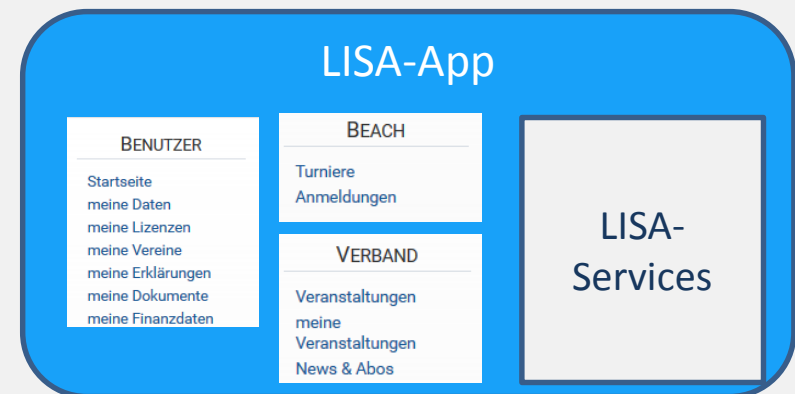 LISA-App
BENUTZER
Startseite
meine Daten
meine Lizenzen
meine Vereine
meine Erklärungen
meine Dokumente
meine Finanzdaten
BEACH
Turniere
Anmeldungen
VERBAND
Veranstaltungen
meine
Veranstaltungen
News & Abos
LISA-
Services